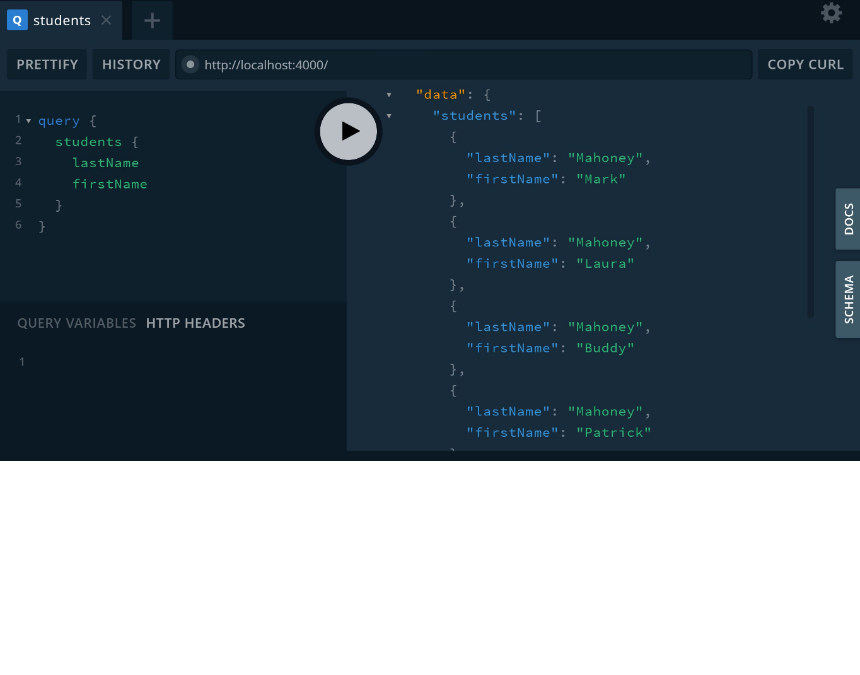 Q students ×
+
PRETTIFY HISTORY http://localhost:4000/ COPY CURL
1 query {
2 students {
3 lastName
4 firstName
5 }
6 }
QUERY VARIABLES HTTP HEADERS
1
"data": {
"students": [
{
"lastName": "Mahoney",
"firstName": "Mark"
},
{
"lastName": "Mahoney",
"firstName": "Laura"
},
{
"lastName": "Mahoney",
"firstName": "Buddy"
},
{
"lastName": "Mahoney",
"firstName": "Patrick"
DOCS
SCHEMA